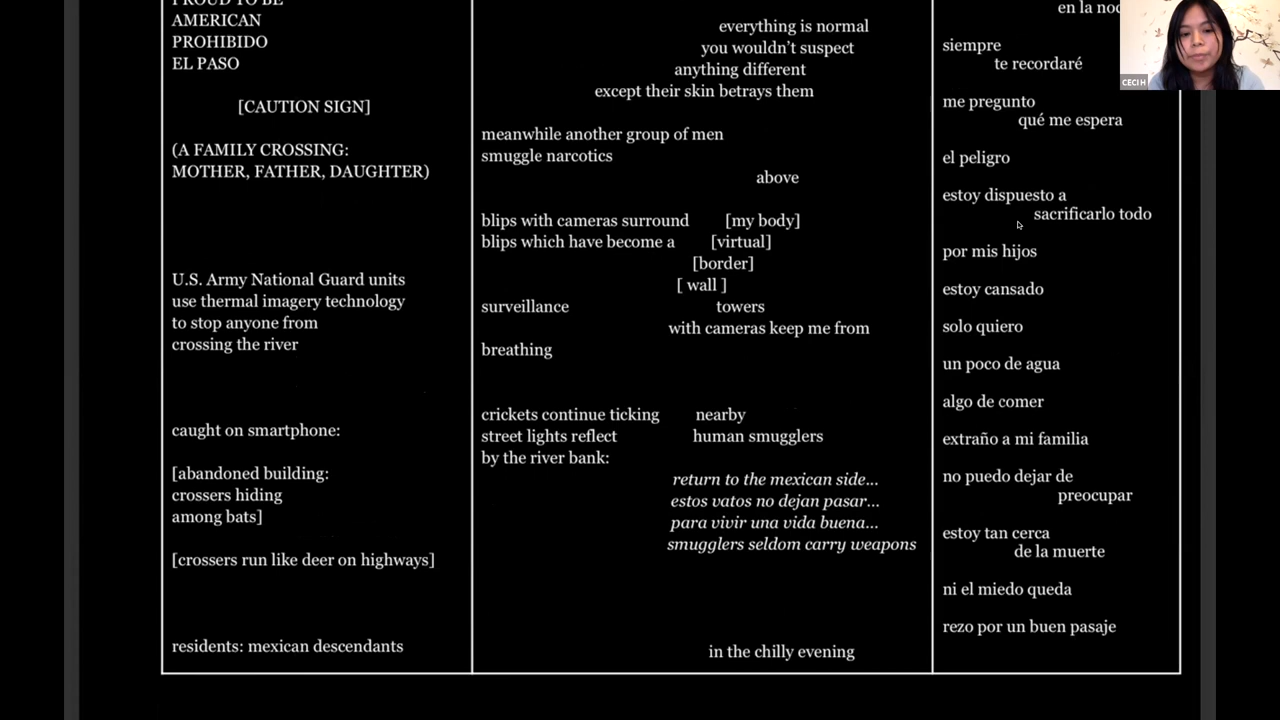 PROUD TO BE
AMERICAN
PROHIBIDO
EL PASO
[CAUTION SIGN]
(A FAMILY CROSSING:
MOTHER, FATHER, DAUGHTER)
U.S. Army National Guard units
use thermal imagery technology
to stop anyone from
crossing the river
caught on smartphone:
[abandoned building:
crossers hiding
among bats]
[crossers run like deer on highways]
residents: mexican descendants
everything is normal
you wouldn’t suspect
anything different
except their skin betrays them
meanwhile another group of men
smuggle narcotics
above
blips with cameras surround [my body]
blips which have become a [virtual]
[border]
[ wall ]
surveillance towers
with cameras keep me from
breathing
crickets continue ticking nearby
street lights reflect human smugglers
by the river bank:
return to the mexican side...
estos vatos no dejan pasar...
para vivir una vida buena...
smugglers seldom carry weapons
in the chilly evening
en la
siempre
te recordaré
me pregunto
qué me espera
el peligro
estoy dispuesto a
sacrificarlo todo
por mis hijos
estoy cansado
solo quiero
un poco de agua
algo de comer
extraño a mi familia
no puedo dejar de
preocupar
estoy tan cerca
de la muerte
ni el miedo queda
rezo por un buen pasaje
CECI H